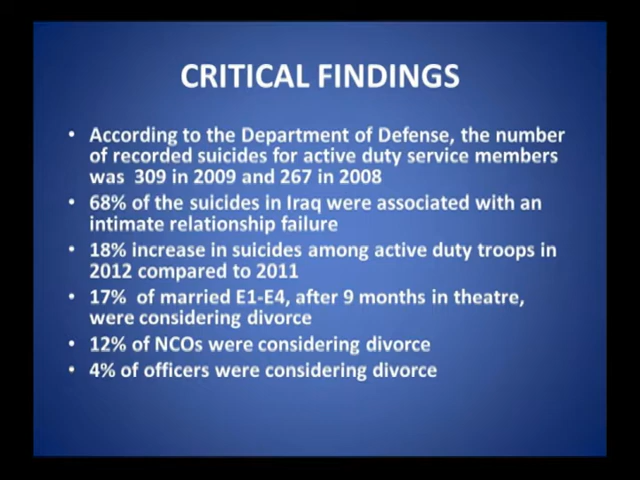 CRITICAL FINDINGS
• According to the Department of Defense, the number
of recorded suicides for active duty service members
was 309 in 2009 and 267 in 2008
• 68% of the suicides in Iraq were associated with an
intimate relationship failure
• 18% increase in suicides among active duty troops in
2012 compared to 2011
• 17% of married E1-E4, after 9 months in theatre,
were considering divorce
• 12% of NCOs were considering divorce
• 4% of officers were considering divorce